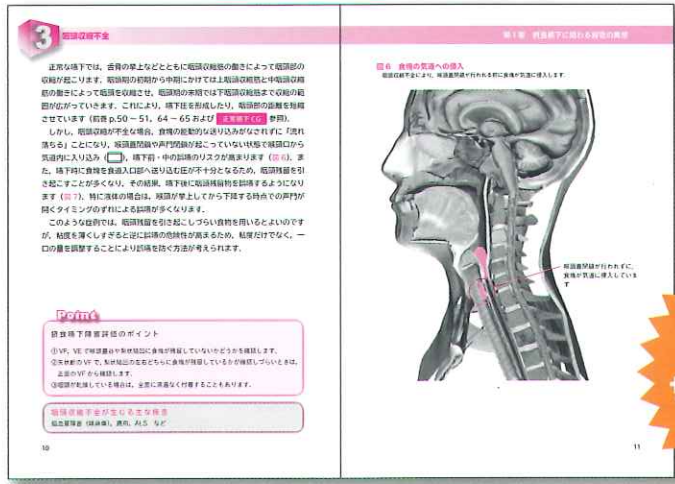 3 咽頭収縮不全
正常な嚥下では，舌骨の挙上などとともに咽頭収縮筋の働きによって咽頭部の
収縮が起こります．咽頭期の初期から中期にかけては上咽頭収縮筋と中咽頭収縮
筋の働きによって咽頭を収縮させ，咽頭期の末期では下咽頭収縮筋まで収縮の範
囲が広がっていきます．これにより，嚥下圧を形成したり，咽頭部の距離を短縮
させています（前巻 p.50 〜 51，64 〜 65 および 正常嚥下CG 参照）．
しかし，咽頭収縮が不全な場合，食塊の能動的な送り込みがなされずに「流れ
落ちる」ことになり，喉頭蓋閉鎖や声門閉鎖が起こっていない状態で喉頭口から
気道内に入り込み（ ），嚥下前・中の誤嚥のリスクが高まります（図 6）．ま
た，嚥下時に食塊を食道入口部へ送り込む圧が不十分となるため，咽頭残留を引
き起こすことが多くなり，その結果，嚥下後に咽頭残留物を誤嚥するようになり
ます（図 7）．特に液体の場合は，喉頭が挙上してから下降する時点での声門が
開くタイミングのずれによる誤嚥が多くなります．
このような症例では，咽頭残留を引き起こしづらい食物を用いるとよいのです
が，粘度を薄くしすぎると逆に誤嚥の危険性が高まるため，粘度だけでなく，一
口の量を調整することにより誤嚥を防ぐ方法が考えられます．
Point
摂食嚥下障害評価のポイント
①VF，VE で喉頭蓋谷や梨状陥凹に食塊が残留していないかどうかを確認します．
②側面の VF で，梨状陥凹の左右どちらに食塊が残留しているかが確認しづらいときは，
正面の VF から確認します．
③咽頭が乾燥している場合は，全周に満遍なく付着することもあります．
咽頭収縮不全が生じる主な疾患
脳血管障害（球麻痺），
ALS など
10
第1章
図 6 食塊の気道への侵入
咽頭収縮不全により，喉頭蓋閉鎖が行われる前に食塊が気道に侵入します
喉頭蓋閉鎖が行われずに，
食塊が気道に侵入していま
す
11